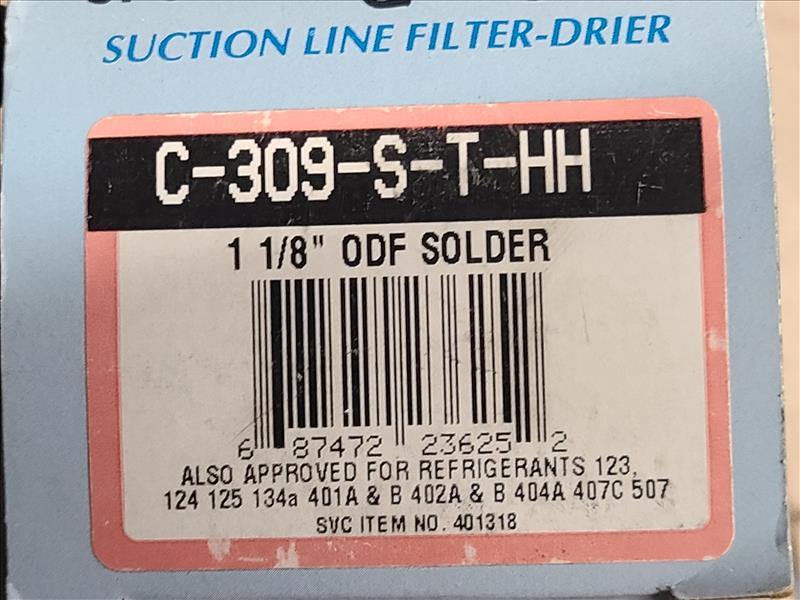 SUCTION LINE FILTER-DRIER
C-309-S-T-HH
1 1/8" ODF SOLDER
6 87472 23625 2
ALSO APPROVED FOR REFRIGERANTS 123,
124 125 134a 401A & B 402A & B 404A 407C 507
SVC ITEM NO. 401318